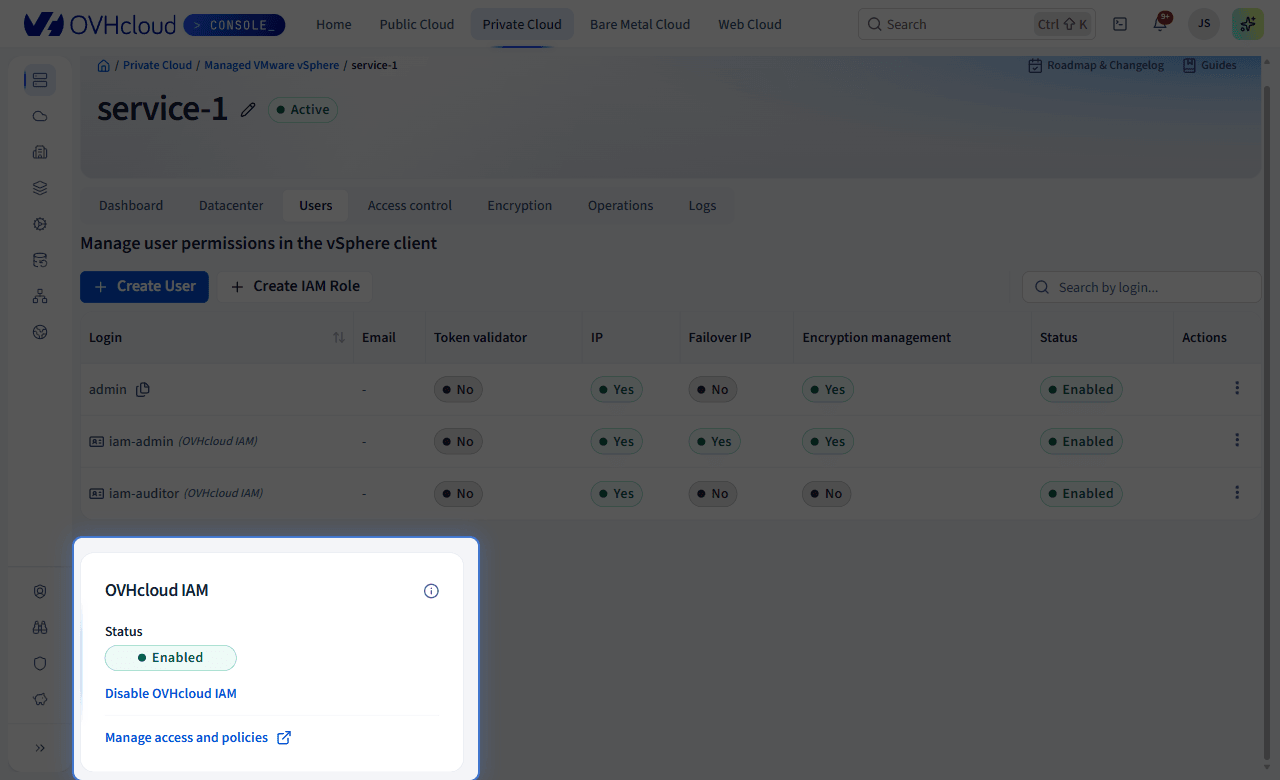 OVHcloud > CONSOLE_ Home Public Cloud Private Cloud Bare Metal Cloud Web Cloud Search Ctrl ⇧ K 9+ JS
/ Private Cloud / Managed VMware vSphere / service-1 Roadmap & Changelog Guides
service-1 Active
Dashboard Datacenter Users Access control Encryption Operations Logs
Manage user permissions in the vSphere client
+ Create User + Create IAM Role Search by login...
Login Email Token validator IP Failover IP Encryption management Status Actions
admin - No Yes No Yes Enabled
iam-admin (OVHcloud IAM) - No Yes Yes Yes Enabled
iam-auditor (OVHcloud IAM) - No Yes No No Enabled
OVHcloud IAM
Status
Enabled
Disable OVHcloud IAM
Manage access and policies